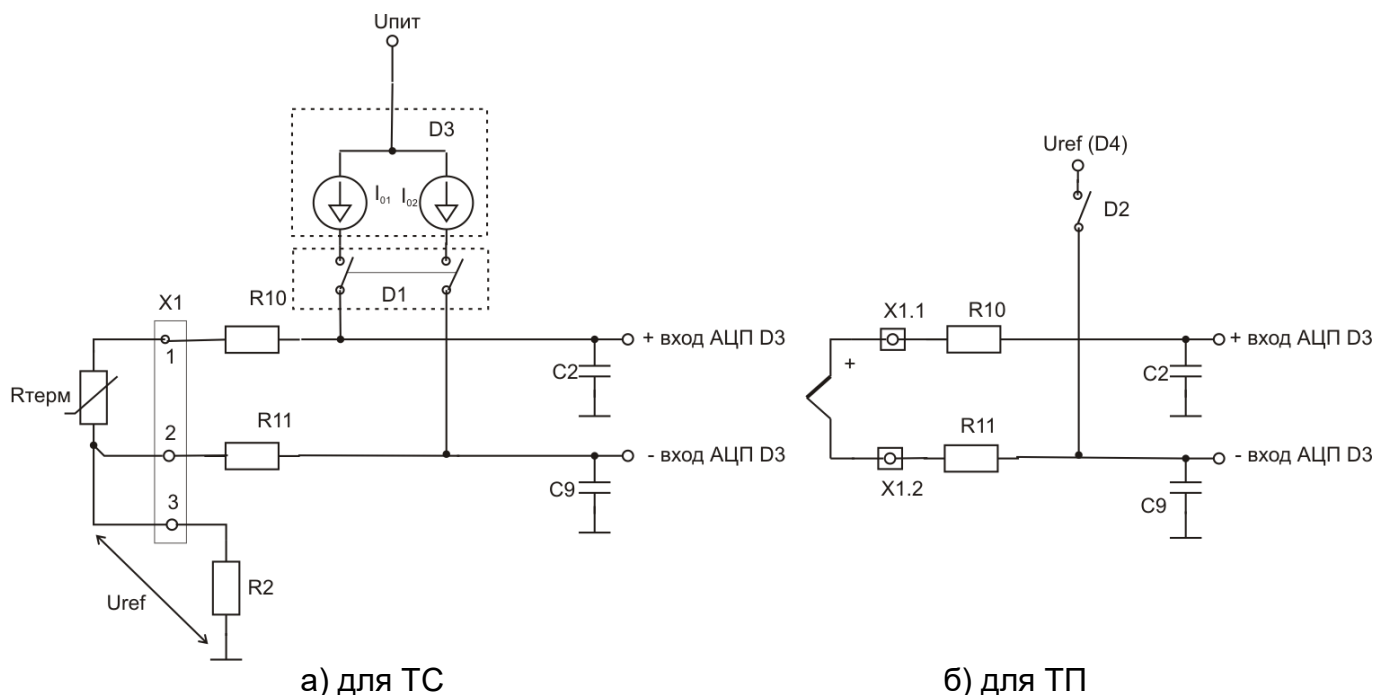 Uпит
D3
I01 I02
D1
X1
R10
1
+ вход АЦП D3
C2
Rтерм
2
R11
- вход АЦП D3
C9
3
R2
Uref
а) для ТС
Uref (D4)
D2
X1.1
R10
+ вход АЦП D3
+
C2
R11
- вход АЦП D3
X1.2
C9
б) для ТП